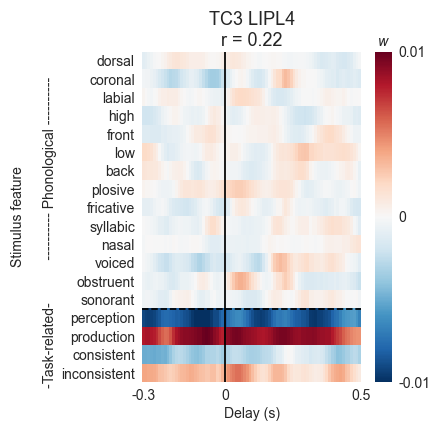 TC3 LIPL4
r = 0.22
w
dorsal
coronal
labial
high
front
low
back
plosive
fricative
syllabic
nasal
voiced
obstruent
sonorant
perception
production
consistent
inconsistent
Stimulus feature
----------- Phonological ----------
-Task-related-
0.01
0
-0.01
-0.3
0
0.5
Delay (s)